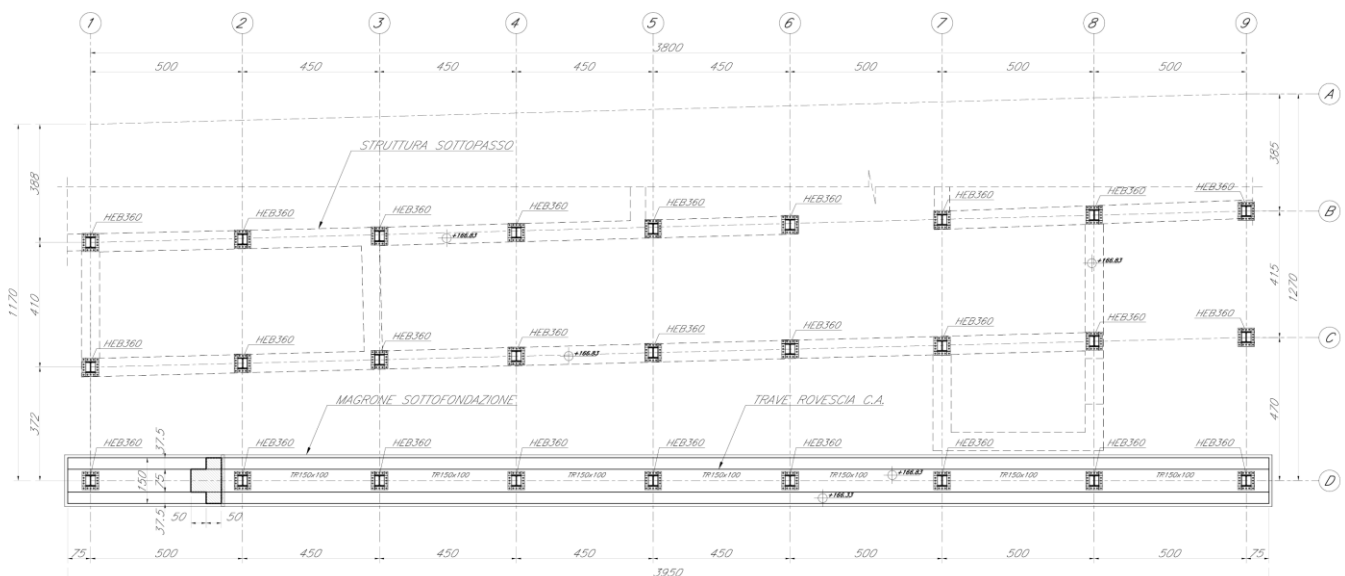 1 2 3 4 5 6 7 8 9
3800
500 450 450 450 450 500 500 500
A
STRUTTURA SOTTOPASSO
388 385
HEB360 HEB360 HEB360 HEB360 HEB360 HEB360 HEB360 HEB360 HEB360
B
+166.83
+166.83
1170 410 415 1270
HEB360 HEB360 HEB360 HEB360 HEB360 HEB360 HEB360 HEB360 HEB360
C
+166.83
372 470
MAGRONE SOTTOFONDAZIONE
TRAVE ROVESCIA C.A.
HEB360 HEB360 HEB360 HEB360 HEB360 HEB360 HEB360 HEB360 HEB360
37.5
150 75
TR150x100 TR150x100 TR150x100 TR150x100 TR150x100 TR150x100 TR150x100
D
+166.83
+166.33
50 50
37.5
75 500 450 450 450 450 500 500 500 75
3950